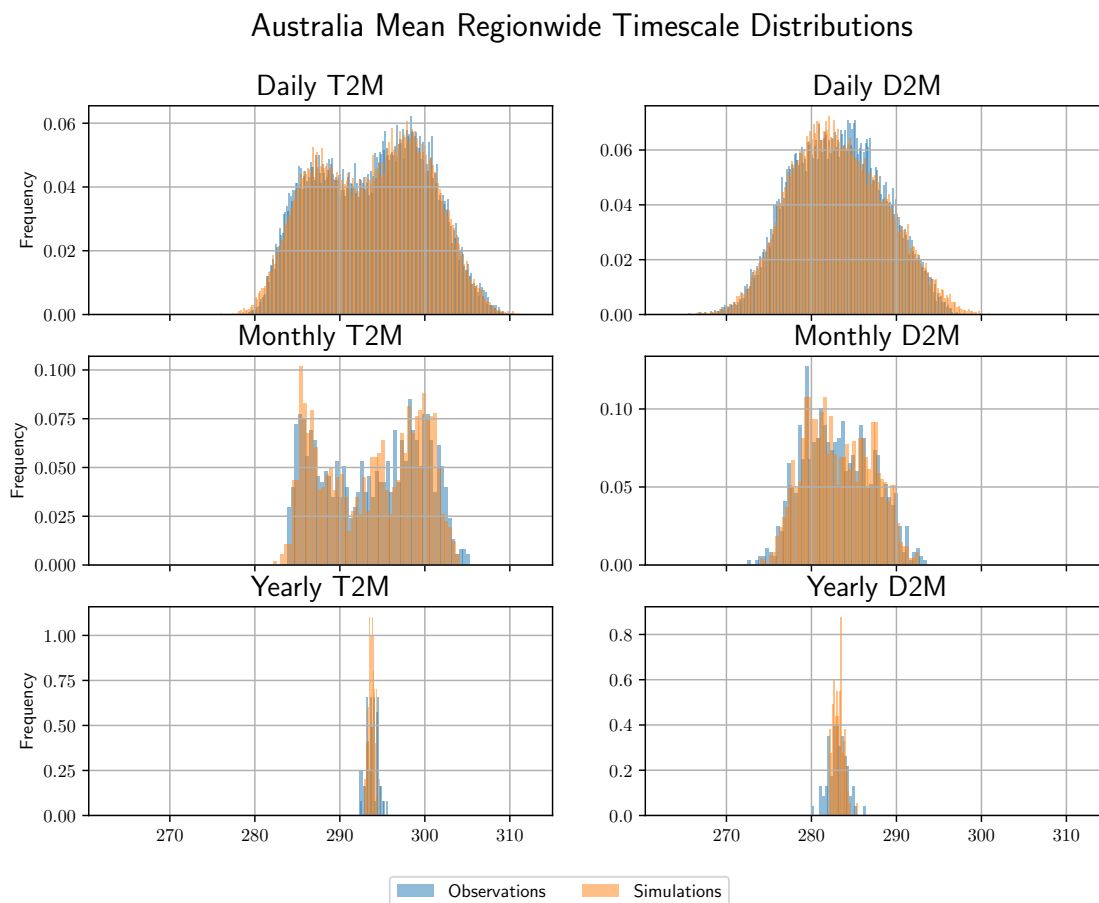 Australia Mean Regionwide Timescale Distributions
Daily T2M
Daily D2M
0.06
0.04
0.02
0.00
Frequency
0.06
0.04
0.02
0.00
Monthly T2M
Monthly D2M
0.100
0.075
0.050
0.025
0.000
Frequency
0.10
0.05
0.00
Yearly T2M
Yearly D2M
1.00
0.75
0.50
0.25
0.00
Frequency
0.8
0.6
0.4
0.2
0.0
270 280 290 300 310
270 280 290 300 310
Observations Simulations